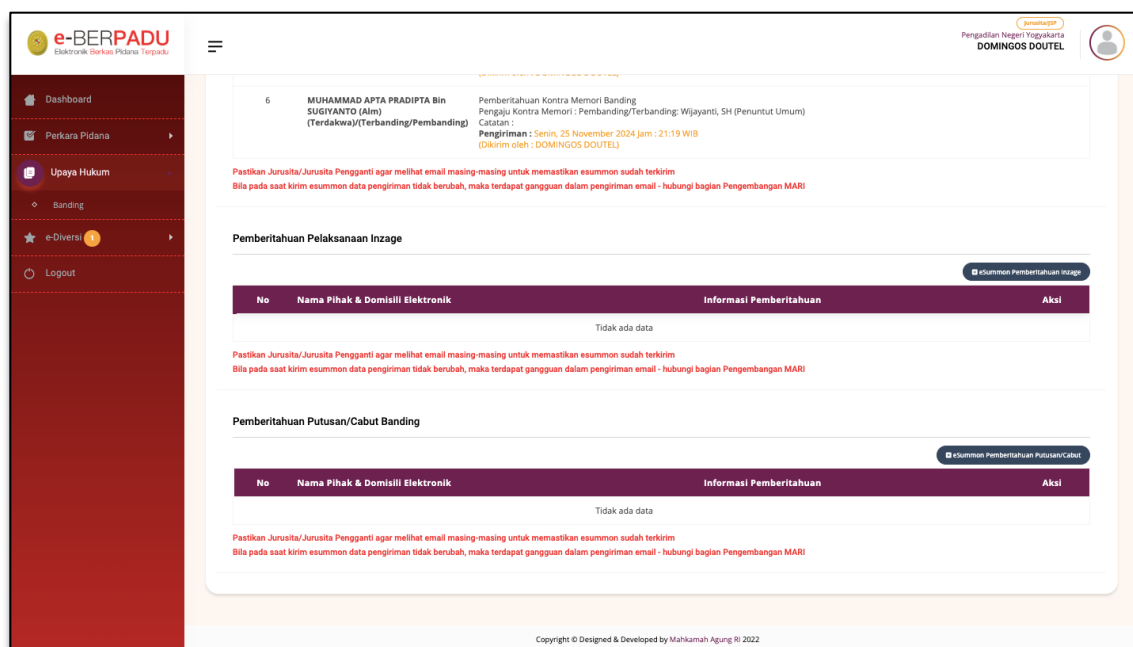 e-BERPADU
Elektronik Berkas Pidana Terpadu
Jurusita/JSP
Pengadilan Negeri Yogyakarta
DOMINGOS DOUTEL
Dashboard
Perkara Pidana
Upaya Hukum
Banding
e-Diversi 1
Logout
(Dikirim oleh : DOMINGOS DOUTEL)
6
MUHAMMAD APTA PRADIPTA Bin
SUGIYANTO (Alm)
(Terdakwa)/(Terbanding/Pembanding)
Pemberitahuan Kontra Memori Banding
Pengaju Kontra Memori : Pembanding/Terbanding: Wijayanti, SH (Penuntut Umum)
Catatan :
Pengiriman : Senin, 25 November 2024 Jam : 21:19 WIB
(Dikirim oleh : DOMINGOS DOUTEL)
Pastikan Jurusita/Jurusita Pengganti agar melihat email masing-masing untuk memastikan esummon sudah terkirim
Bila pada saat kirim esummon data pengiriman tidak berubah, maka terdapat gangguan dalam pengiriman email - hubungi bagian Pengembangan MARI
Pemberitahuan Pelaksanaan Inzage
eSummon Pemberitahuan Inzage
No Nama Pihak & Domisili Elektronik Informasi Pemberitahuan Aksi
Tidak ada data
Pastikan Jurusita/Jurusita Pengganti agar melihat email masing-masing untuk memastikan esummon sudah terkirim
Bila pada saat kirim esummon data pengiriman tidak berubah, maka terdapat gangguan dalam pengiriman email - hubungi bagian Pengembangan MARI
Pemberitahuan Putusan/Cabut Banding
eSummon Pemberitahuan Putusan/Cabut
No Nama Pihak & Domisili Elektronik Informasi Pemberitahuan Aksi
Tidak ada data
Pastikan Jurusita/Jurusita Pengganti agar melihat email masing-masing untuk memastikan esummon sudah terkirim
Bila pada saat kirim esummon data pengiriman tidak berubah, maka terdapat gangguan dalam pengiriman email - hubungi bagian Pengembangan MARI
Copyright © Designed & Developed by Mahkamah Agung RI 2022